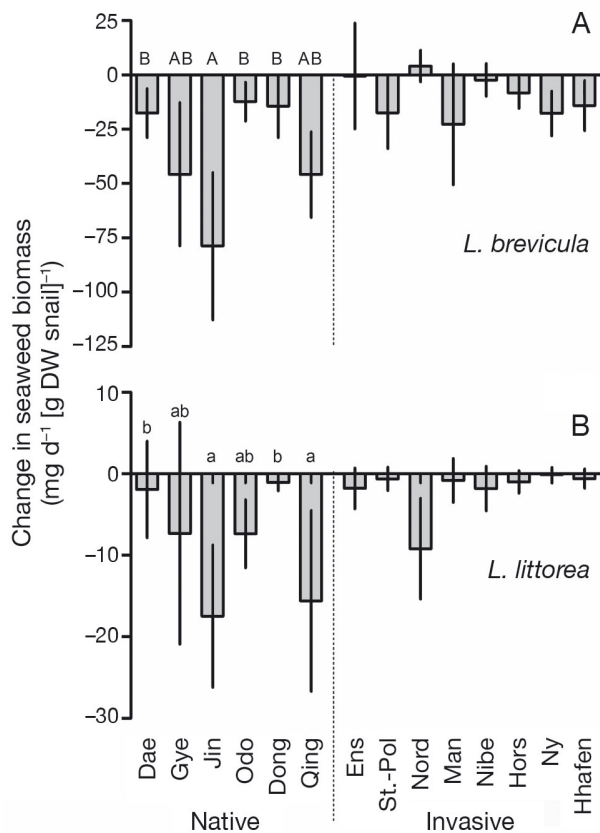 Change in seaweed biomass
(mg d⁻¹ [g DW snail]⁻¹)
A
25
0
−25
−50
−75
−100
−125
B AB A B B AB
L. brevicula
B
10
0
−10
−20
−30
b ab a ab b a
L. littorea
Dae
Gye
Jin
Odo
Dong
Qing
Ens
St.-Pol
Nord
Man
Nibe
Hors
Ny
Hhafen
Native
Invasive